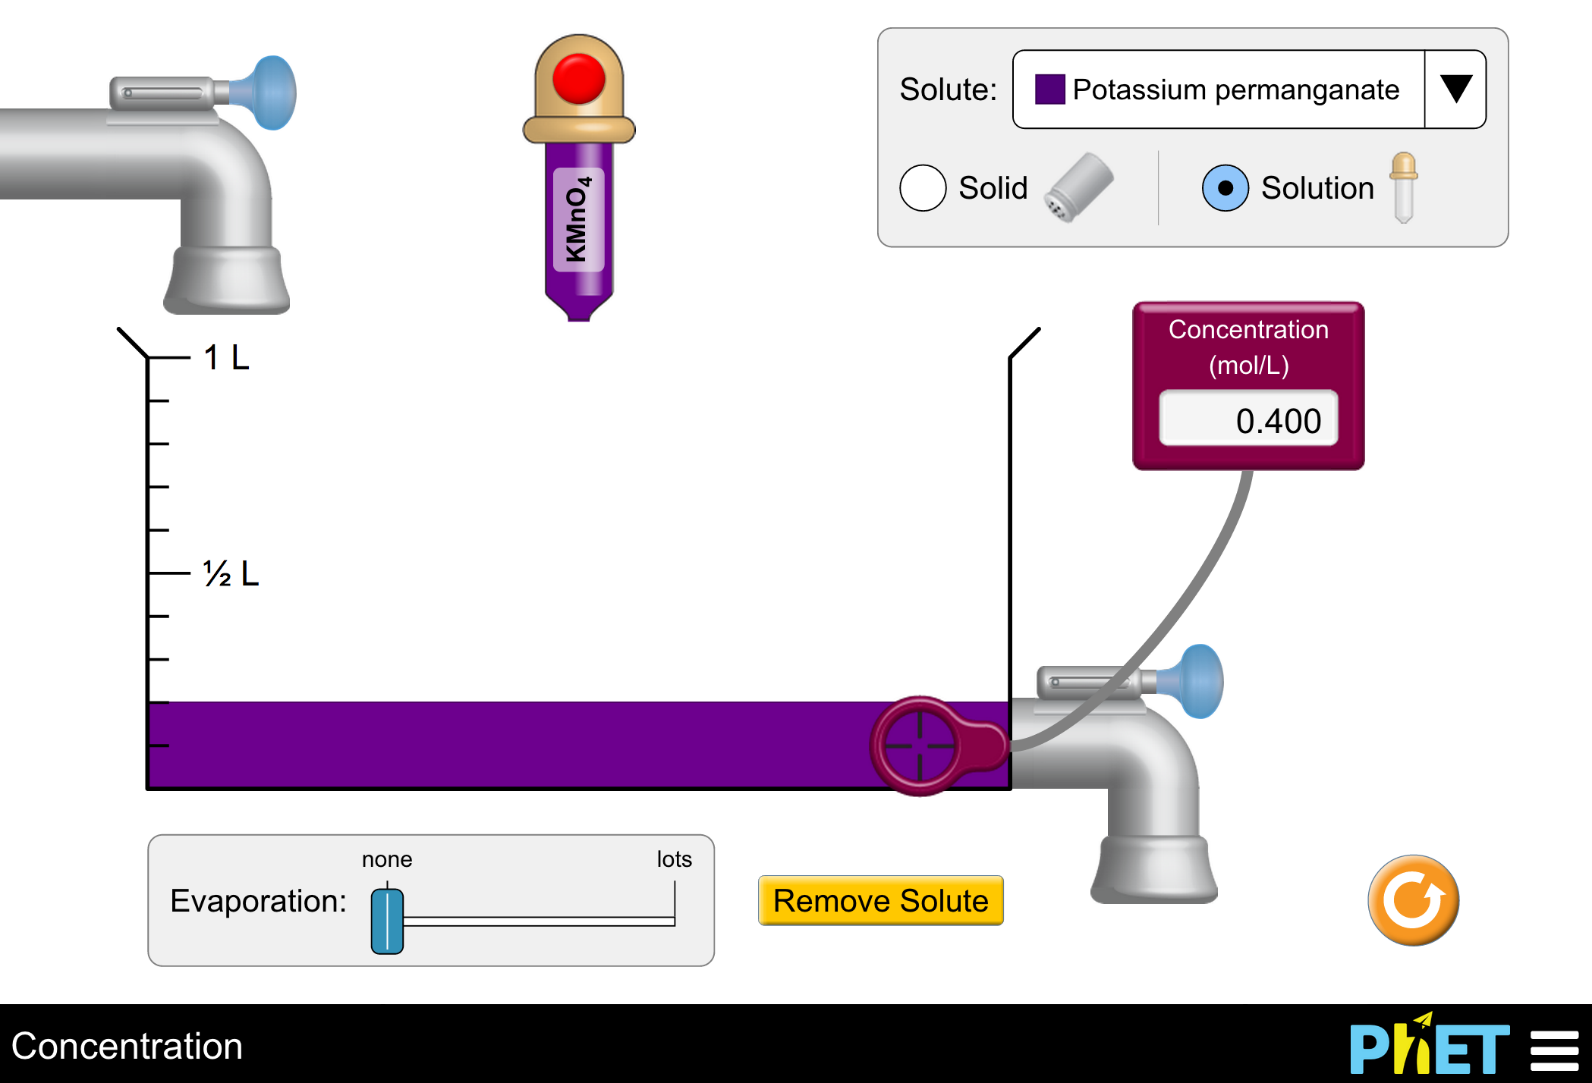 Solute:
Potassium permanganate
Solid
Solution
KMnO₄
Concentration
(mol/L)
0.400
1 L
½ L
none
lots
Evaporation:
Remove Solute
Concentration
PhET